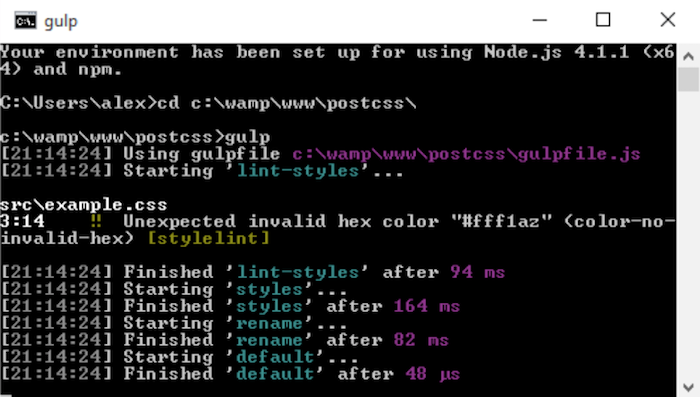 gulp
Your environment has been set up for using Node.js 4.1.1 (x6
4) and npm.
C:\Users\alex>cd c:\wamp\www\postcss\
c:\wamp\www\postcss>gulp
[21:14:24] Using gulpfile c:\wamp\www\postcss\gulpfile.js
[21:14:24] Starting 'lint-styles'...
src\example.css
3:14 ‼ Unexpected invalid hex color "#fff1az" (color-no-
invalid-hex) [stylelint]
[21:14:24] Finished 'lint-styles' after 94 ms
[21:14:24] Starting 'styles'...
[21:14:24] Finished 'styles' after 164 ms
[21:14:24] Starting 'rename'...
[21:14:24] Finished 'rename' after 82 ms
[21:14:24] Starting 'default'...
[21:14:24] Finished 'default' after 48 μs